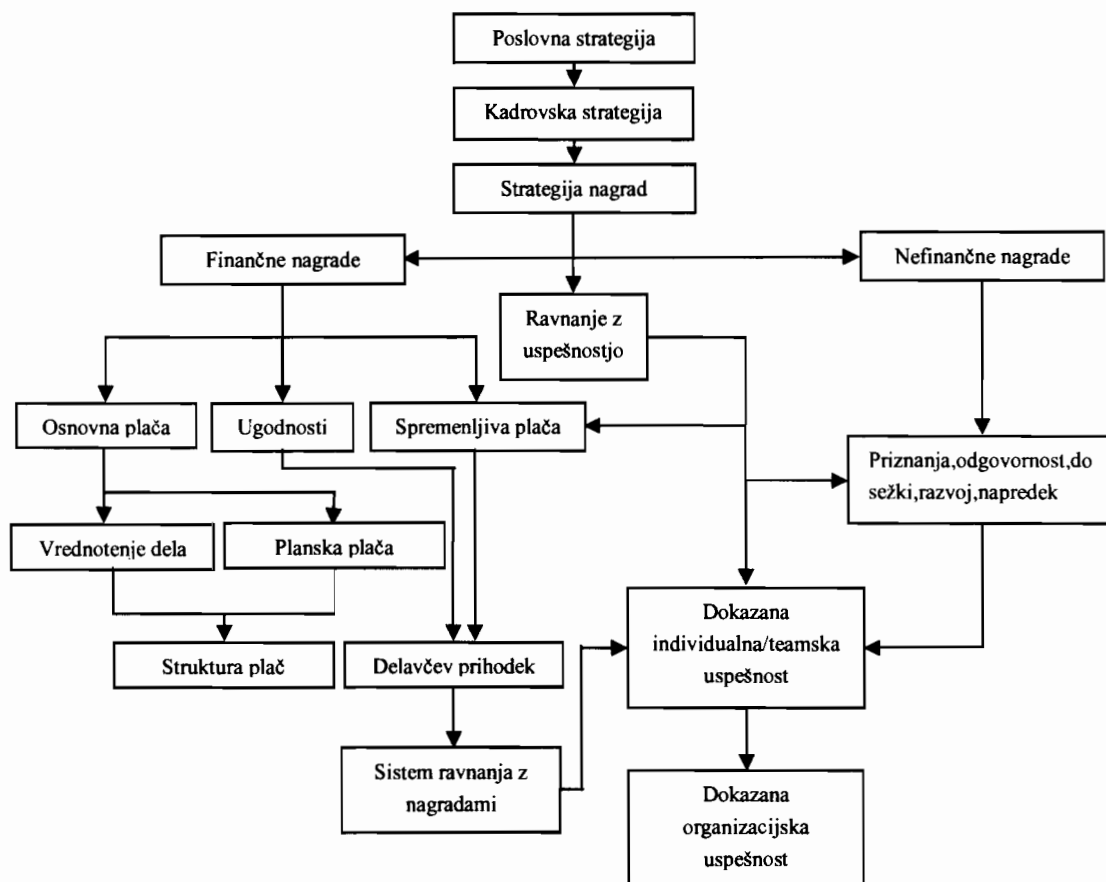 Poslovna strategija
Kadrovska strategija
Strategija nagrad
Finančne nagrade
Nefinančne nagrade
Ravnanje z
uspešnostjo
Osnovna plača
Ugodnosti
Spremenljiva plača
Priznanja,odgovornost,do
sežki,razvoj,napredek
Vrednotenje dela
Planska plača
Struktura plač
Delavčev prihodek
Dokazana
individualna/teamska
uspešnost
Sistem ravnanja z
nagradami
Dokazana
organizacijska
uspešnost